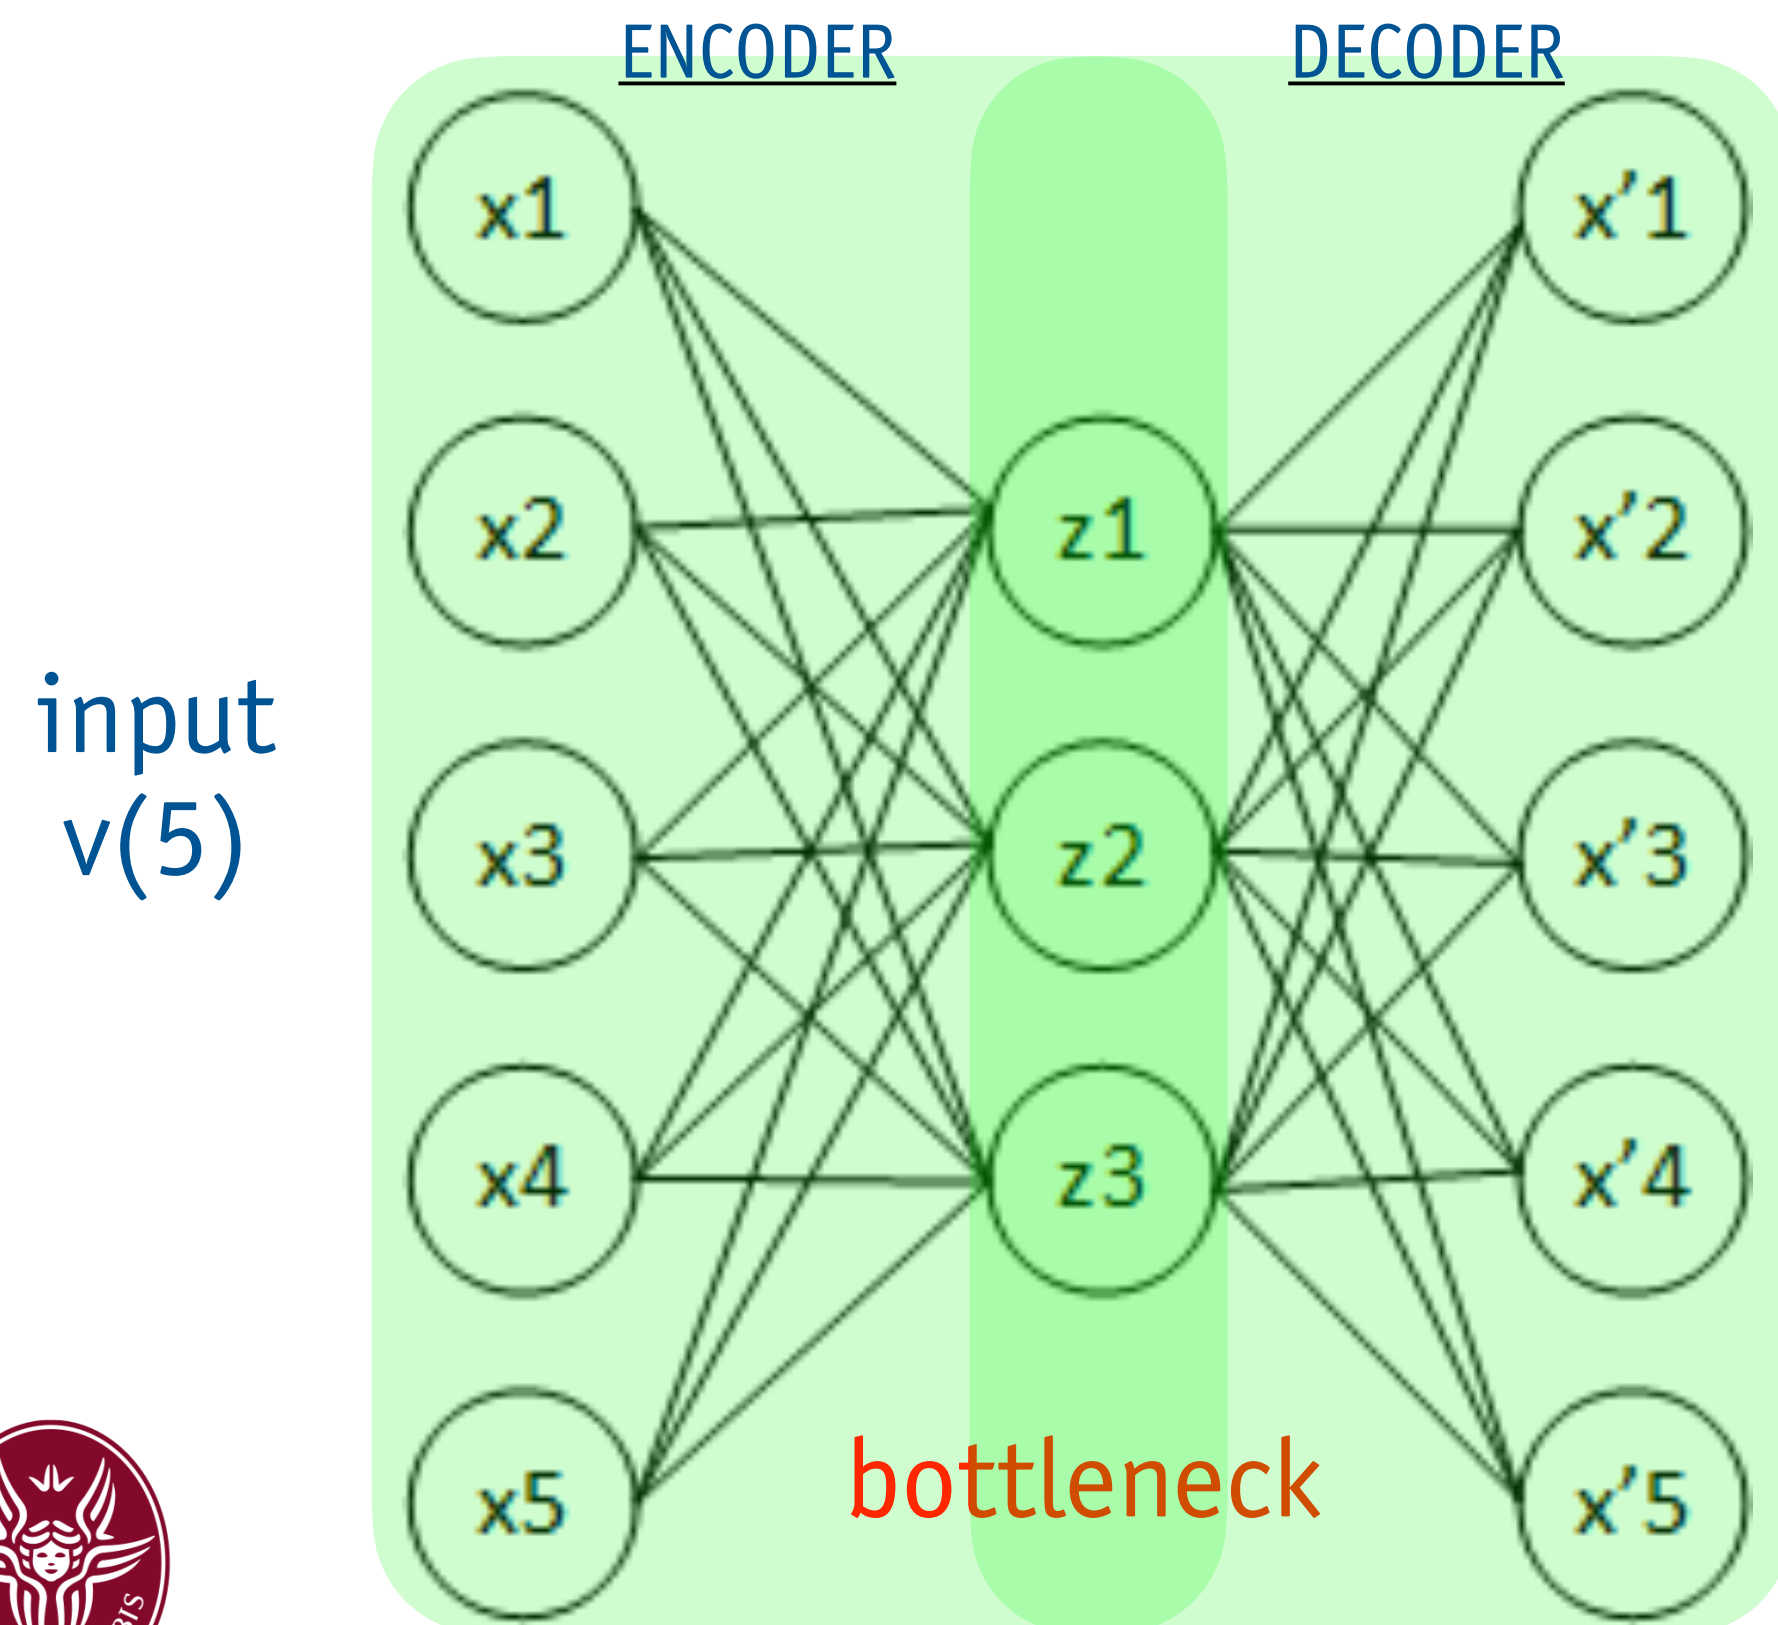 ENCODER DECODER
x1 x'1
x2 z1 x'2
input
v(5)
x3 z2 x'3
x4 z3 x'4
bottleneck
x5 x'5